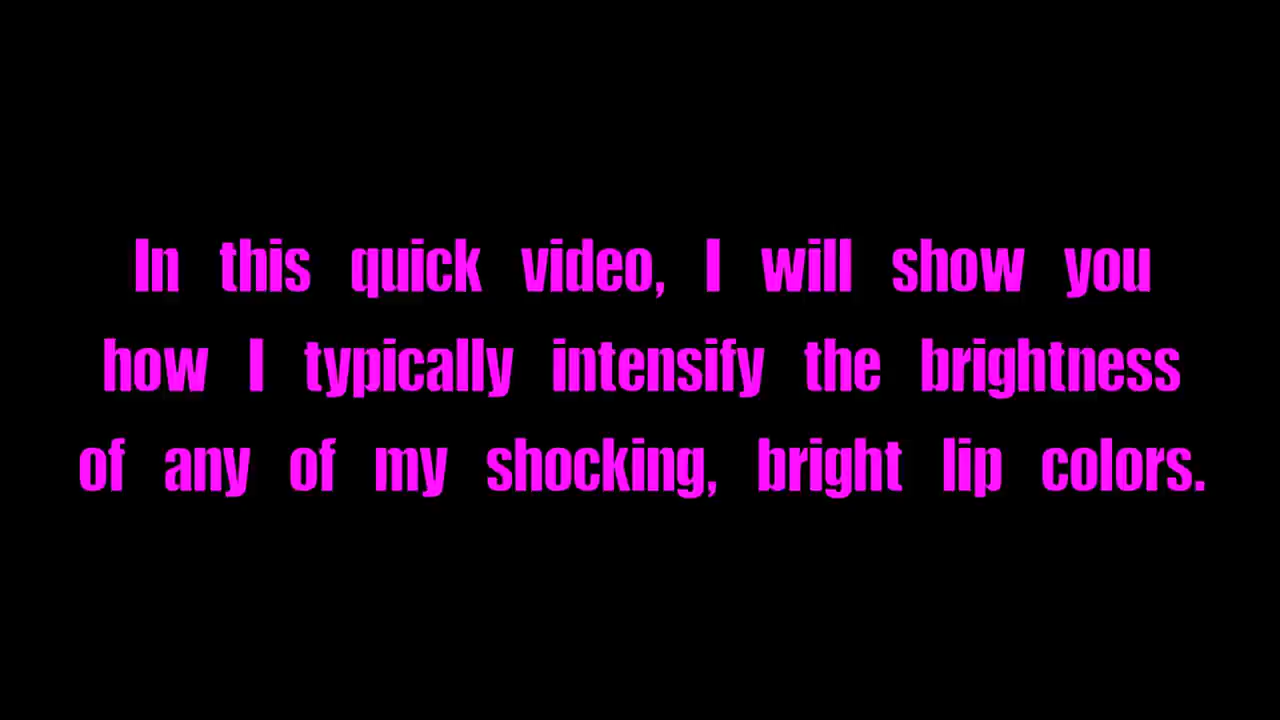 In this quick video, I will show you
how I typically intensify the brightness
of any of my shocking, bright lip colors.